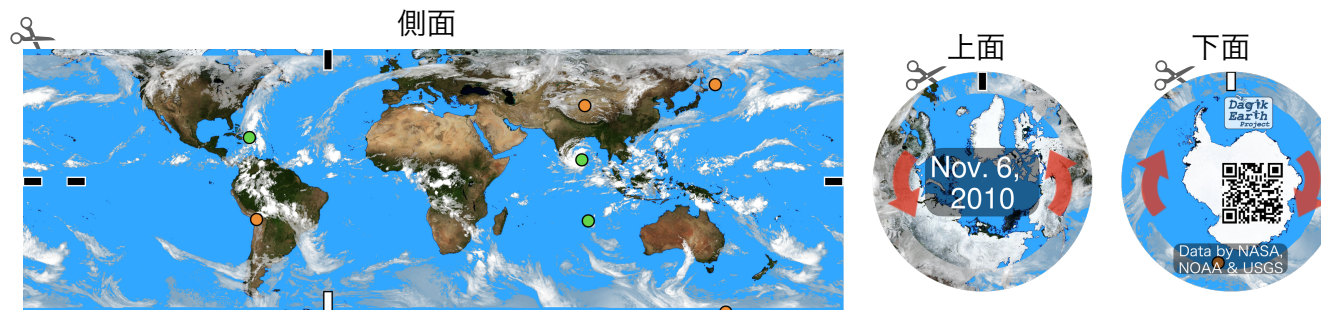 側面
上面
下面
Nov. 6,
2010
Dagik
Earth
Project
Data by NASA,
NOAA & USGS